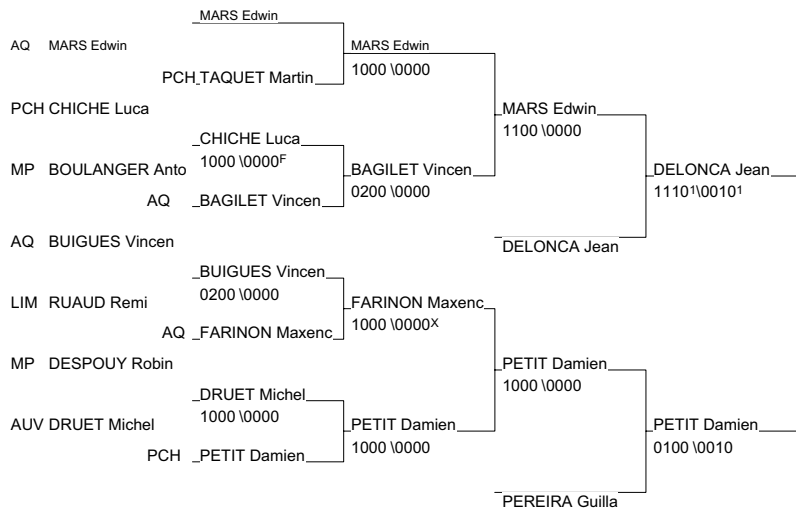 MARS Edwin
AQ MARS Edwin
MARS Edwin
1000 \0000
PCH TAQUET Martin
PCH CHICHE Luca
MARS Edwin
1100 \0000
CHICHE Luca
1000 \0000F
MP BOULANGER Anto
BAGILET Vincen
0200 \0000
DELONCA Jean
1110¹\0010¹
AQ BAGILET Vincen
AQ BUIGUES Vincen
DELONCA Jean
BUIGUES Vincen
0200 \0000
LIM RUAUD Remi
FARINON Maxenc
1000 \0000X
AQ FARINON Maxenc
MP DESPOUY Robin
PETIT Damien
1000 \0000
DRUET Michel
1000 \0000
AUV DRUET Michel
PETIT Damien
1000 \0000
PETIT Damien
0100 \0010
PCH PETIT Damien
PEREIRA Guilla